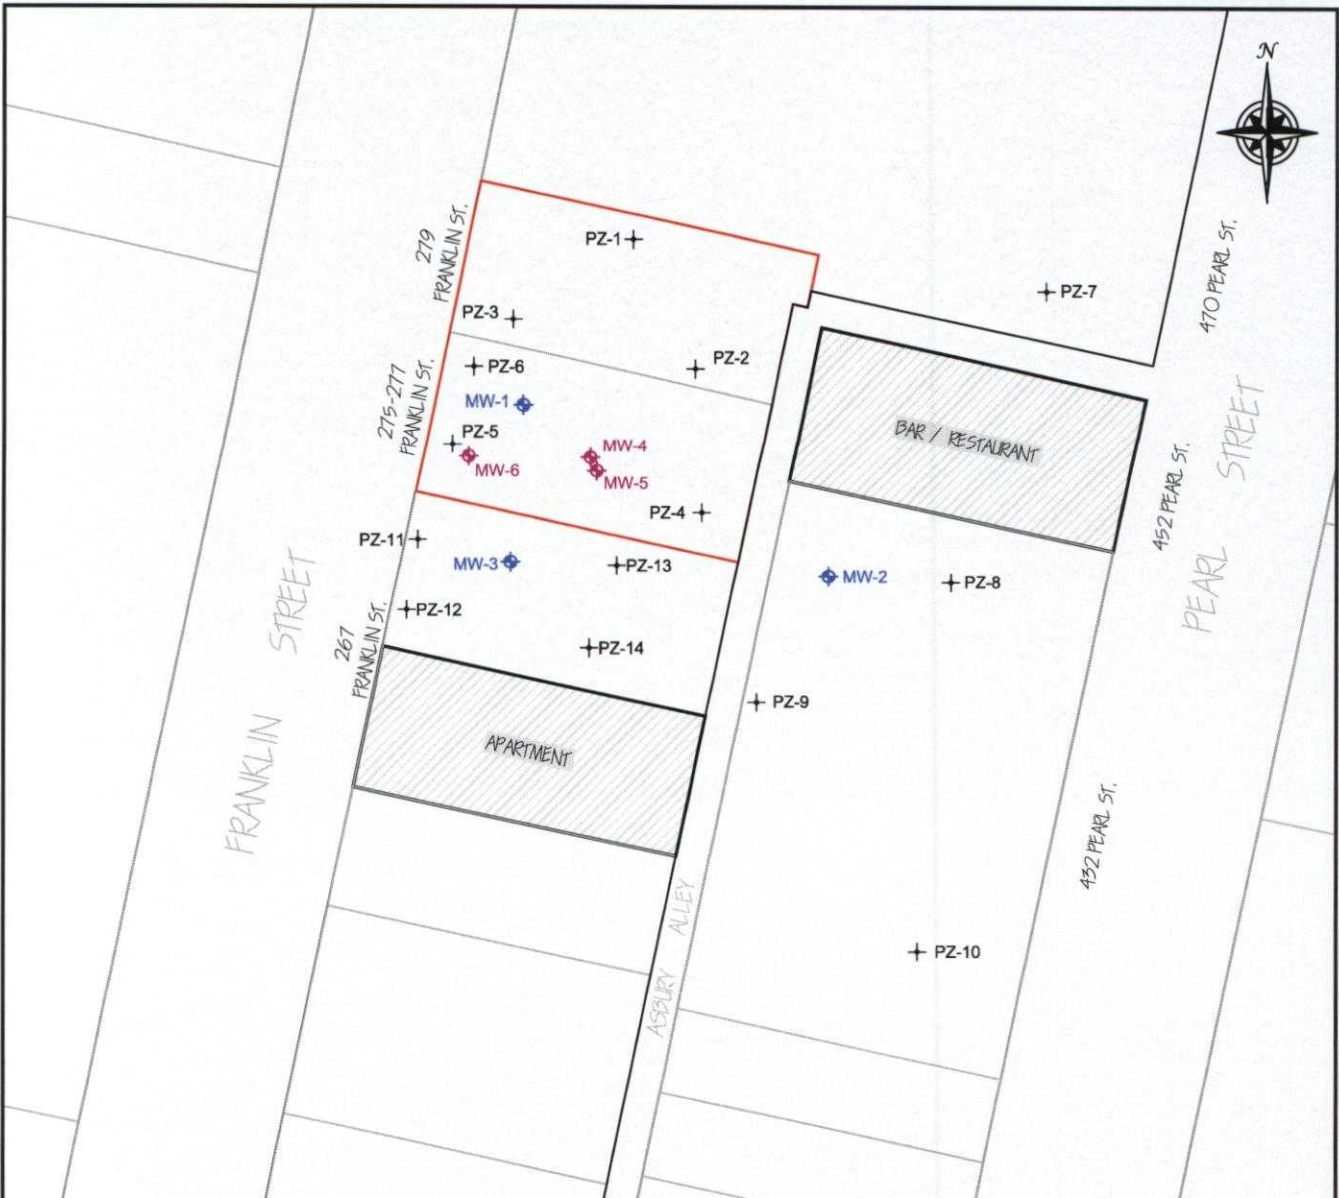 N
470 PEARL ST.
279
FRANKLIN ST.
PZ-1
PZ-7
PZ-3
PZ-2
275-277
FRANKLIN ST.
PZ-6
MW-1
BAR / RESTAURANT
PZ-5
MW-4
MW-6
MW-5
PZ-4
452 PEARL ST.
PEARL STREET
PZ-11
MW-3
PZ-13
MW-2
PZ-8
PZ-12
267
FRANKLIN ST.
PZ-14
FRANKLIN STREET
PZ-9
APARTMENT
432 PEARL ST.
ASBURY ALLEY
PZ-10